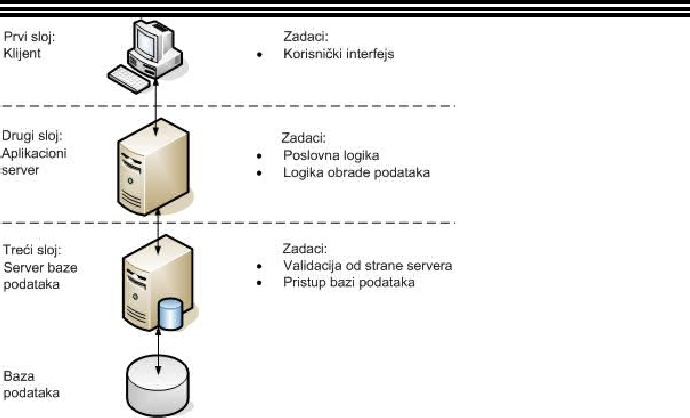 Prvi sloj:
Klijent
Zadaci:
• Korisnički interfejs
Drugi sloj:
Aplikacioni
server
Zadaci:
• Poslovna logika
• Logika obrade podataka
Treći sloj:
Server baze
podataka
Zadaci:
• Validacija od strane servera
• Pristup bazi podataka
Baza
podataka